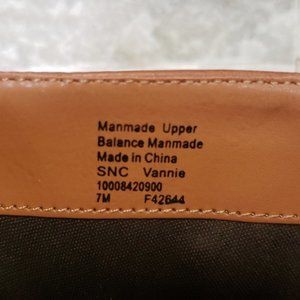 Manmade Upper
Balance Manmade
Made in China
SNC Vannie
10008420900
7M F42644